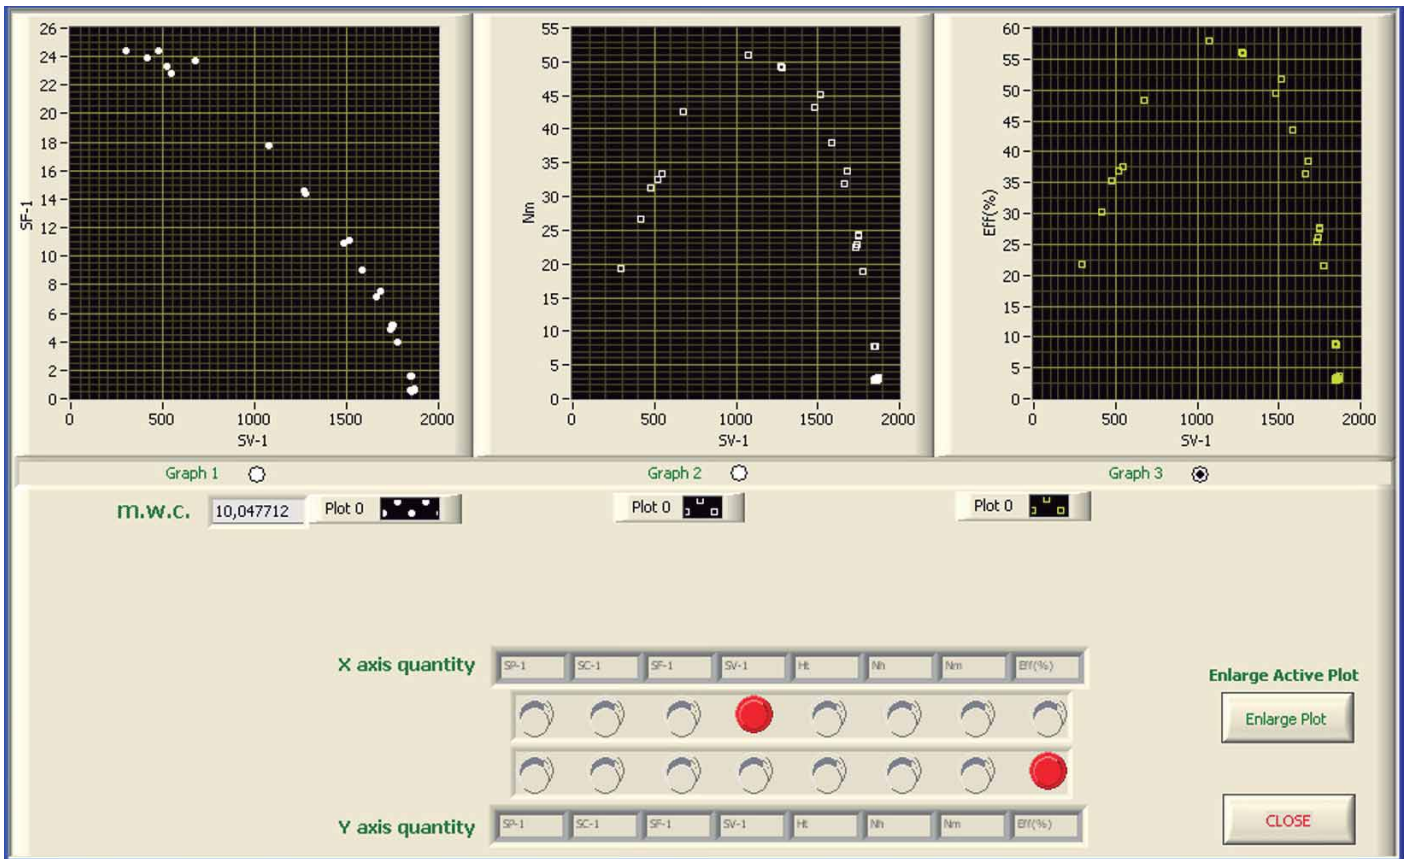 26
24
22
20
18
16
14
12
10
8
6
4
2
0
SF-1
0 500 1000 1500 2000
SV-1
55
50
45
40
35
30
25
20
15
10
5
0
Nm
0 500 1000 1500 2000
SV-1
60
55
50
45
40
35
30
25
20
15
10
5
0
Eff(%)
0 500 1000 1500 2000
SV-1
Graph 1 Graph 2 Graph 3
m.w.c. 10,047712 Plot 0 Plot 0 Plot 0
X axis quantity SP-1 SC-1 SF-1 SV-1 Ht Nh Nm Eff(%)
Enlarge Active Plot
Enlarge Plot
Y axis quantity SP-1 SC-1 SF-1 SV-1 Ht Nh Nm Eff(%)
CLOSE